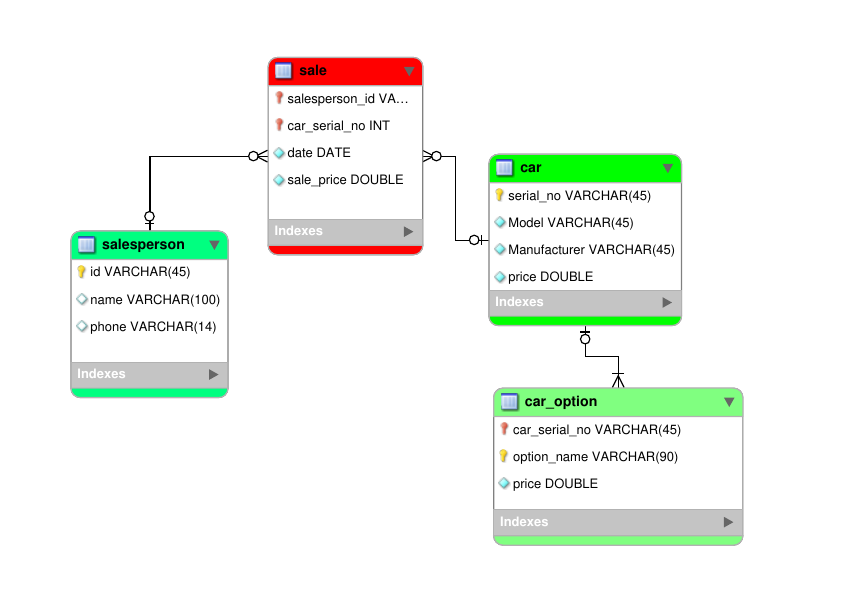 sale
salesperson_id VA...
car_serial_no INT
date DATE
sale_price DOUBLE
Indexes
car
serial_no VARCHAR(45)
Model VARCHAR(45)
Manufacturer VARCHAR(45)
price DOUBLE
Indexes
salesperson
id VARCHAR(45)
name VARCHAR(100)
phone VARCHAR(14)
Indexes
car_option
car_serial_no VARCHAR(45)
option_name VARCHAR(90)
price DOUBLE
Indexes